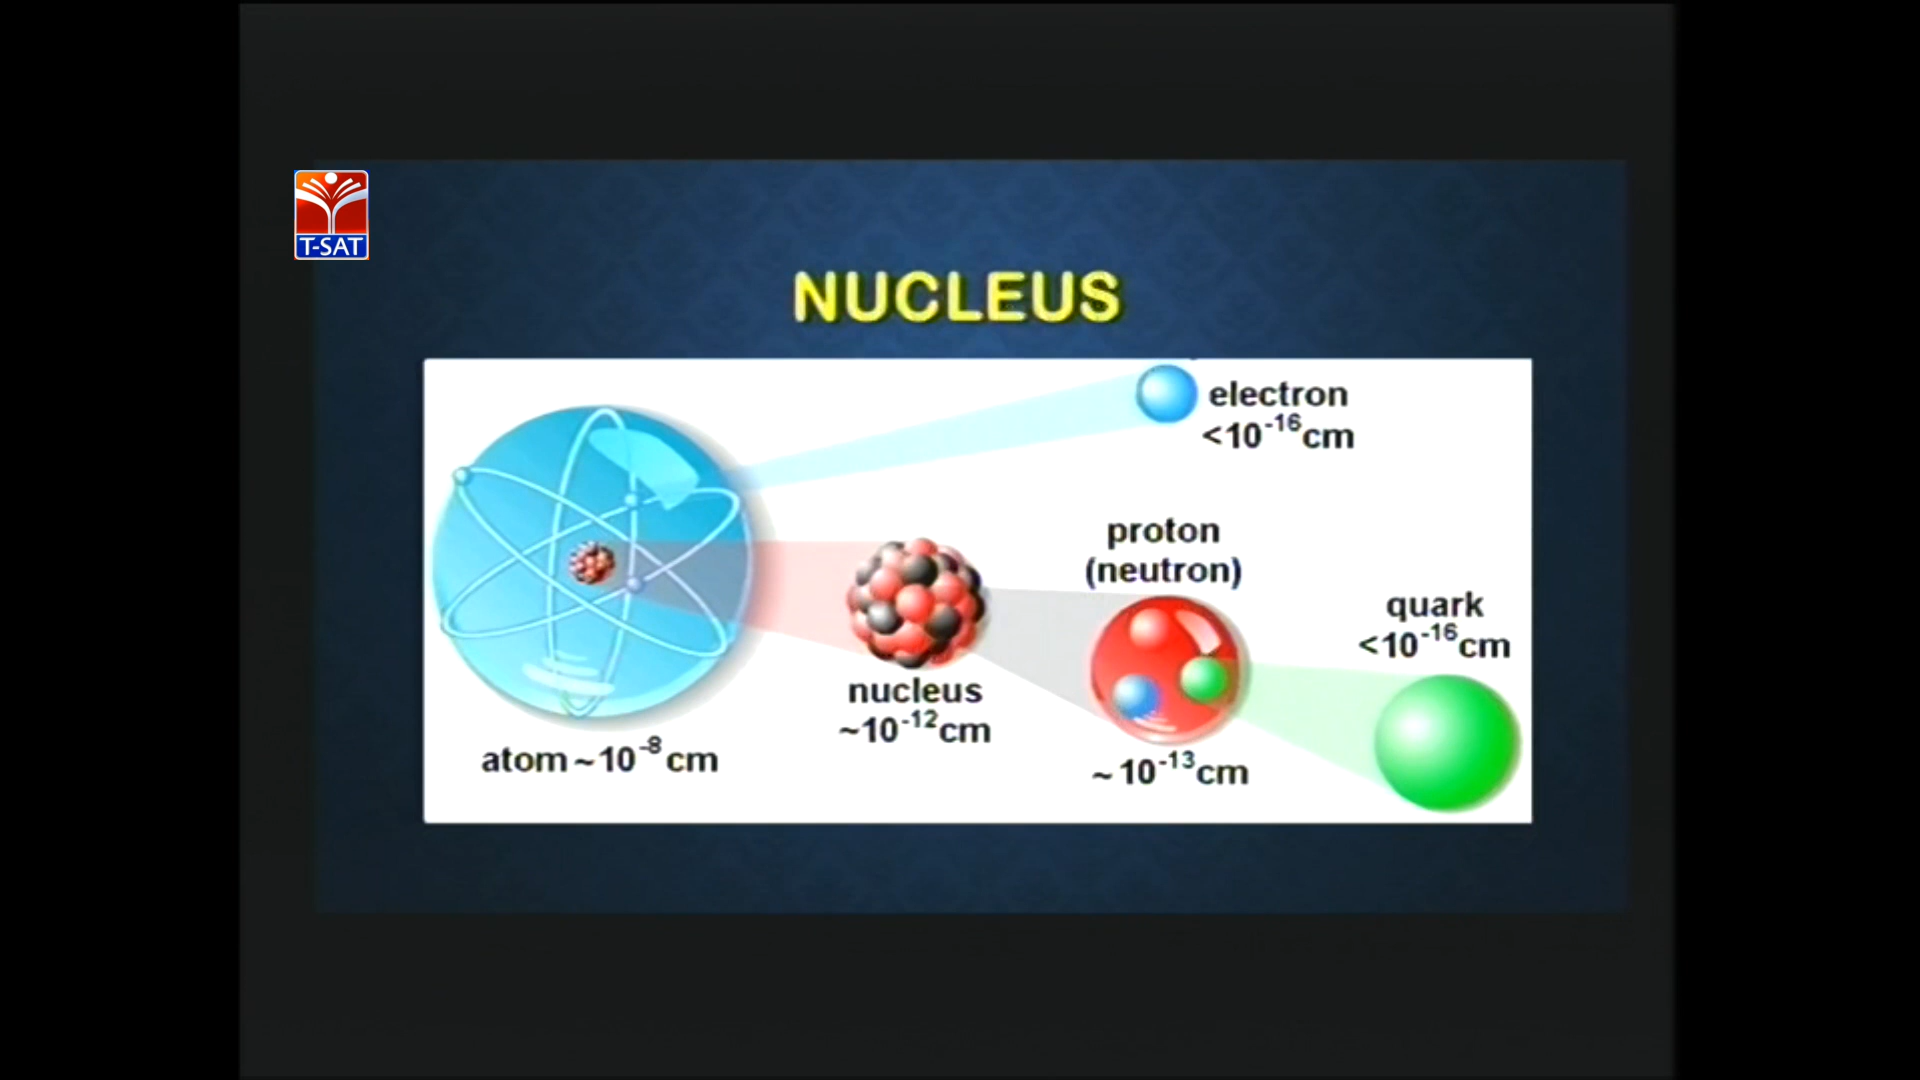 T-SAT
NUCLEUS
electron
<10⁻¹⁶cm
proton
(neutron)
quark
<10⁻¹⁶cm
nucleus
~10⁻¹²cm
atom ~ 10⁻⁸ cm
~ 10⁻¹³cm